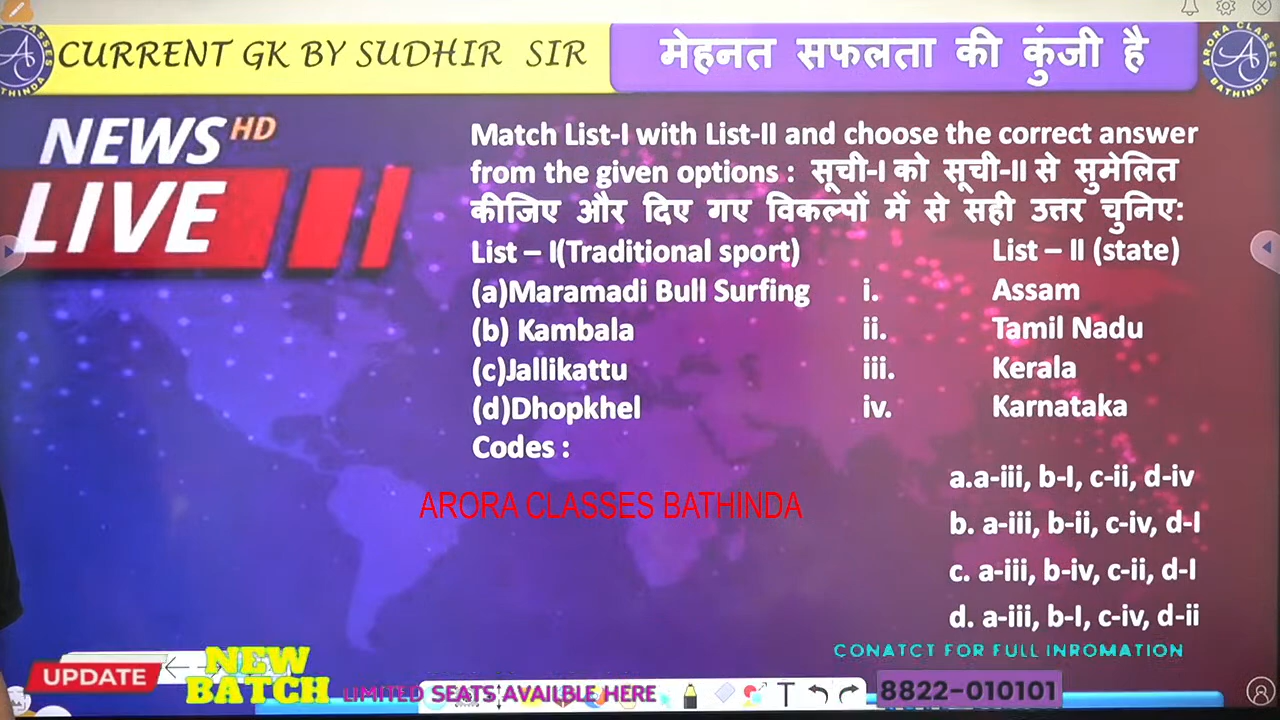 CURRENT GK BY SUDHIR SIR
मेहनत सफलता की कुंजी है
ARORA CLASSES
BATHINDA
NEWS HD
LIVE
Match List-I with List-II and choose the correct answer
from the given options : सूची-I को सूची-II से सुमेलित
कीजिए और दिए गए विकल्पों में से सही उत्तर चुनिए:
List – I(Traditional sport) List – II (state)
(a)Maramadi Bull Surfing i. Assam
(b) Kambala ii. Tamil Nadu
(c)Jallikattu iii. Kerala
(d)Dhopkhel iv. Karnataka
Codes :
a.a-iii, b-I, c-ii, d-iv
ARORA CLASSES BATHINDA
b. a-iii, b-ii, c-iv, d-I
c. a-iii, b-iv, c-ii, d-I
d. a-iii, b-I, c-iv, d-ii
CONATCT FOR FULL INROMATION
UPDATE
NEW
BATCH
LIMITED SEATS AVAILBLE HERE
T
8822-010101